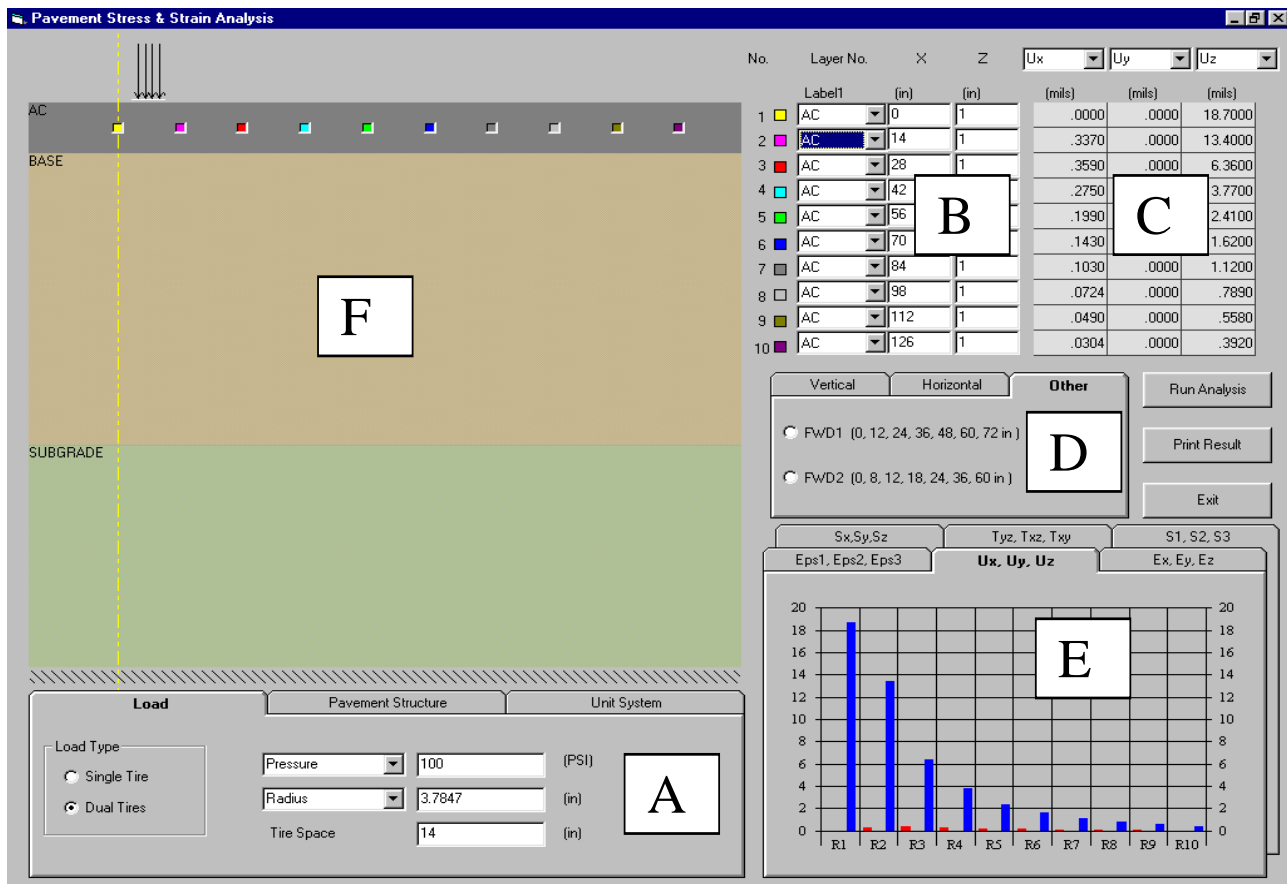 Pavement Stress & Strain Analysis
No. Layer No. X Z Ux Uy Uz
Label1 (in) (in) (mils) (mils) (mils)
1 AC 0 1 .0000 .0000 18.7000
2 AC 14 1 .3370 .0000 13.4000
3 AC 28 1 .3590 .0000 6.3600
4 AC 42 .2750 3.7700
5 AC 56 .1990 2.4100
6 AC 70 .1430 1.6200
7 AC 84 1 .1030 .0000 1.1200
8 AC 98 1 .0724 .0000 .7890
9 AC 112 1 .0490 .0000 .5580
10 AC 126 1 .0304 .0000 .3920
B
C
AC
BASE
F
SUBGRADE
Vertical Horizontal Other
FWD1 (0, 12, 24, 36, 48, 60, 72 in )
FWD2 (0, 8, 12, 18, 24, 36, 60 in )
D
Run Analysis
Print Result
Exit
Sx,Sy,Sz Tyz, Txz, Txy S1, S2, S3
Eps1, Eps2, Eps3 Ux, Uy, Uz Ex, Ey, Ez
20 20
18 18
16 16
14 14
12 12
10 10
8 8
6 6
4 4
2 2
0 0
R1 R2 R3 R4 R5 R6 R7 R8 R9 R10
E
Load Pavement Structure Unit System
Load Type
Single Tire
Dual Tires
Pressure 100 (PSI)
Radius 3.7847 (in)
Tire Space 14 (in)
A